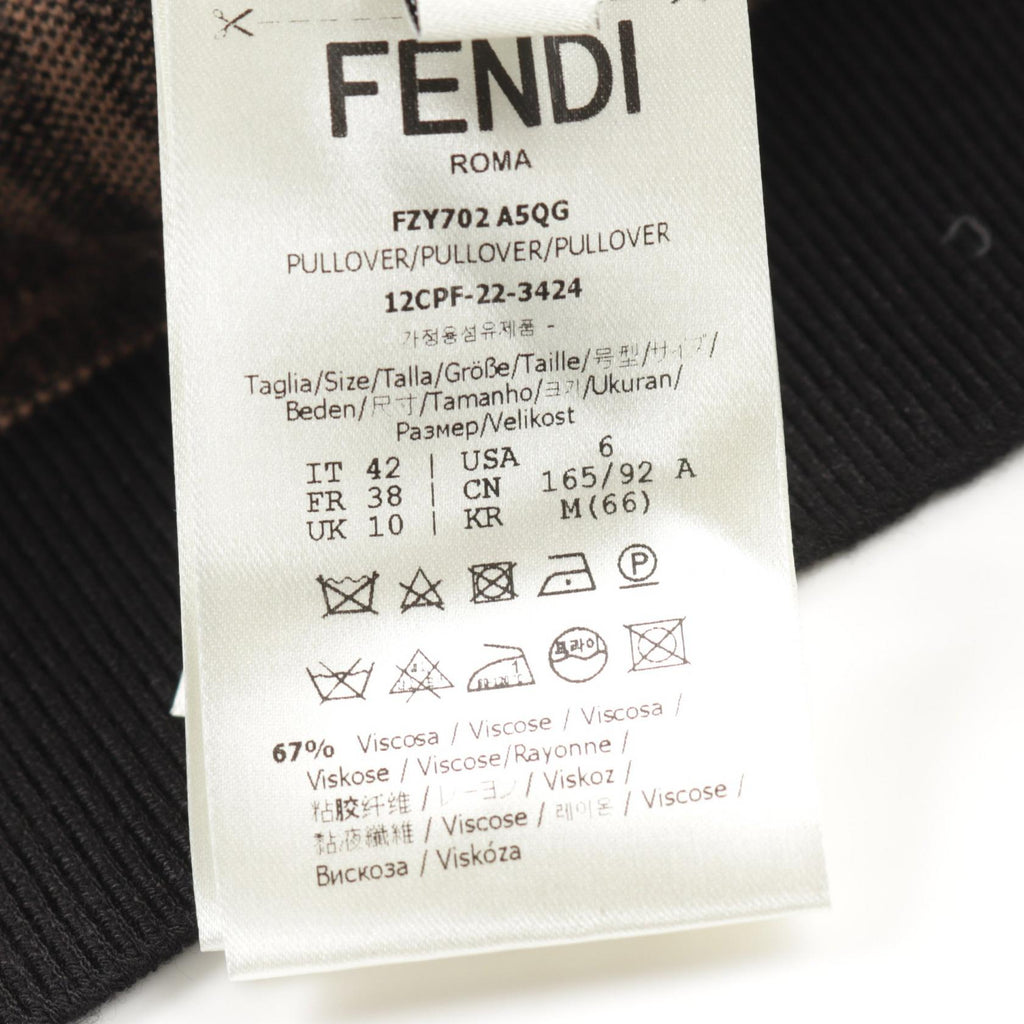 FENDI
ROMA
FZY702 A5QG
PULLOVER/PULLOVER/PULLOVER
12CPF-22-3424
가정용섬유제품 -
Taglia/Size/Talla/Größe/Taille/号型/サイズ/
Beden/尺寸/Tamanho/크기/Ukuran/
Размер/Velikost
IT 42 | USA 6
FR 38 | CN 165/92 A
UK 10 | KR M(66)
P
드라이
67% Viscosa / Viscose / Viscosa /
Viskose / Viscose/Rayonne /
粘胶纤维 / レーヨン / Viskoz /
黏液纖維 / Viscose / 레이온 / Viscose /
Вискоза / Viskóza